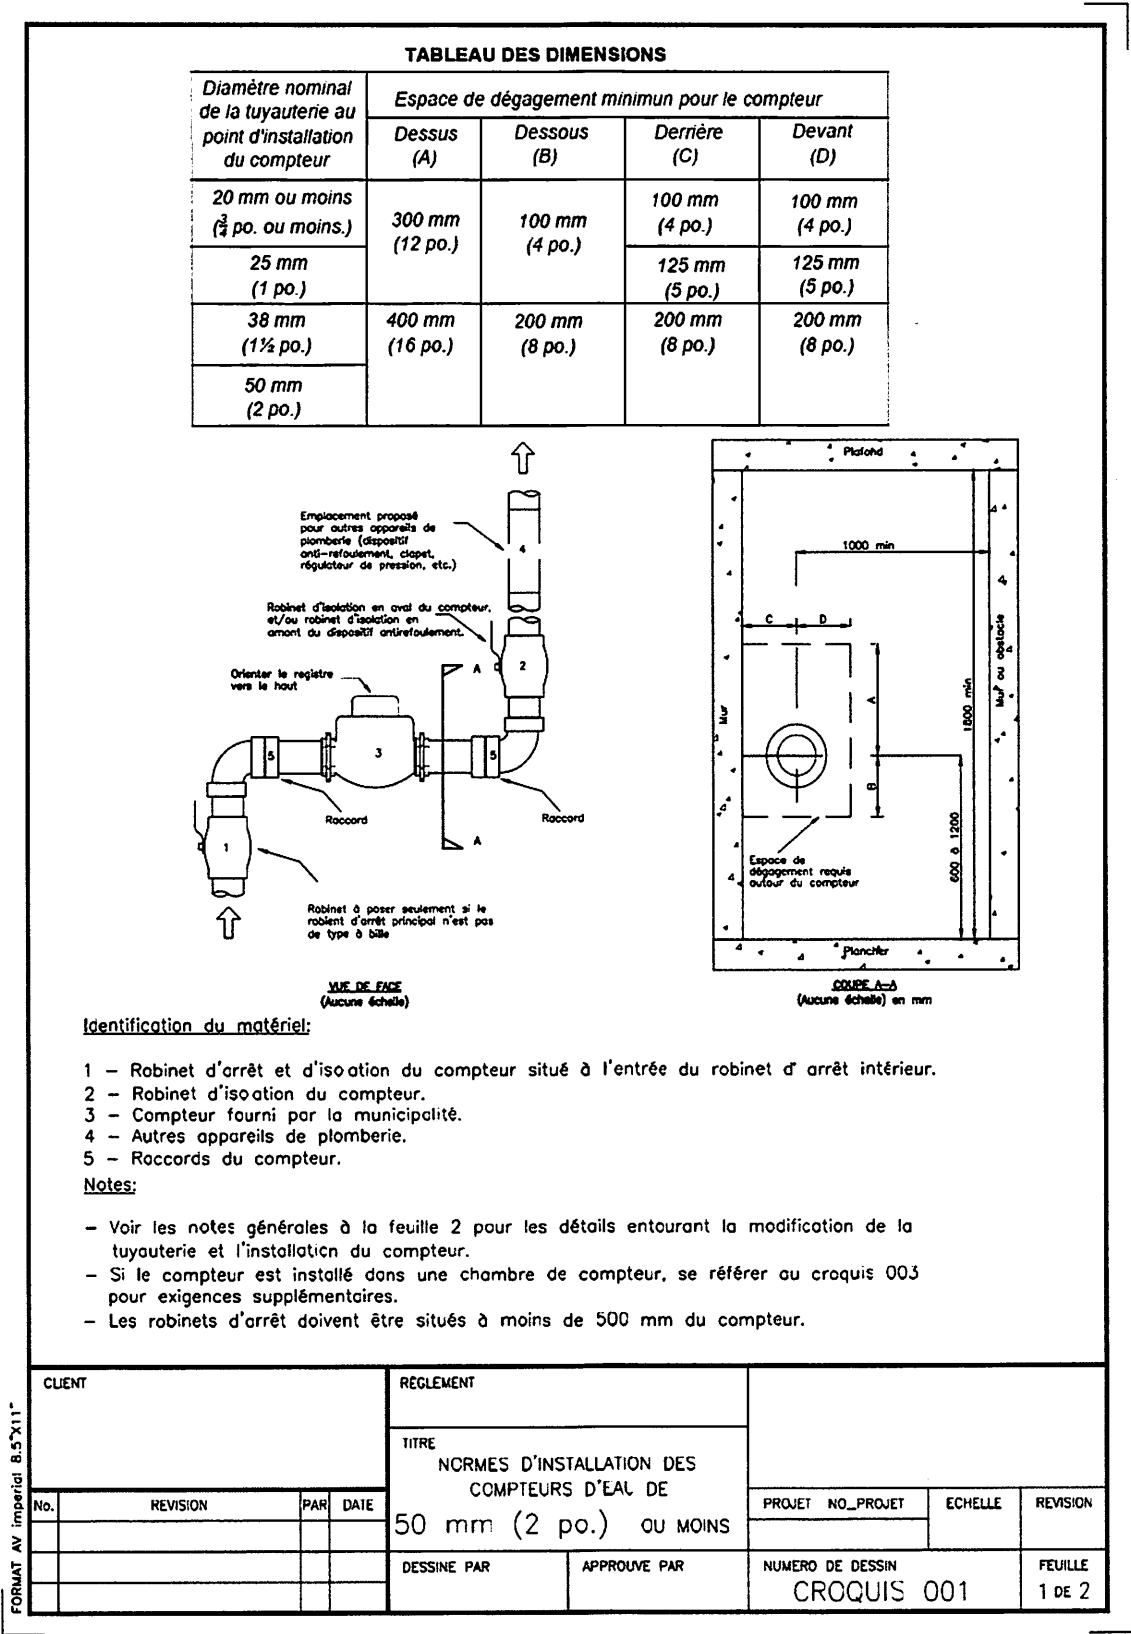 TABLEAU DES DIMENSIONS
Diamètre nominal
de la tuyauterie au
point d'installation
du compteur
Espace de dégagement minimun pour le compteur
Dessus
(A)
Dessous
(B)
Derrière
(C)
Devant
(D)
20 mm ou moins
(¾ po. ou moins.)
300 mm
(12 po.)
100 mm
(4 po.)
100 mm
(4 po.)
100 mm
(4 po.)
25 mm
(1 po.)
125 mm
(5 po.)
125 mm
(5 po.)
38 mm
(1½ po.)
400 mm
(16 po.)
200 mm
(8 po.)
200 mm
(8 po.)
200 mm
(8 po.)
50 mm
(2 po.)
Emplacement proposé
pour autres appareils de
plomberie (dispositif
anti-refoulement, clapet,
régulateur de pression, etc.)
4
Robinet d'isolation en aval du compteur,
et/ou robinet d'isolation en
amont du dispositif antirefoulement.
A
2
Orienter le registre
vers le haut
5
3
5
Raccord
Raccord
A
1
Robinet à poser seulement si le
robient d'arrêt principal n'est pas
de type à bille
VUE DE FACE
(Aucune échelle)
Plafond
1000 min
C
D
A
B
Mur
Mur ou obstacle
1800 min
600 à 1200
Espace de
dégagement requis
autour du compteur
Plancher
COUPE A-A
(Aucune échelle) en mm
Identification du matériel:
1 - Robinet d'arrêt et d'isoation du compteur situé à l'entrée du robinet d' arrêt intérieur.
2 - Robinet d'isoation du compteur.
3 - Compteur fourni par la municipalité.
4 - Autres appareils de plomberie.
5 - Raccords du compteur.
Notes:
- Voir les notes générales à la feuille 2 pour les détails entourant la modification de la
tuyauterie et l'installation du compteur.
- Si le compteur est installé dans une chambre de compteur, se référer au croquis 003
pour exigences supplémentaires.
- Les robinets d'arrêt doivent être situés à moins de 500 mm du compteur.
CLIENT
REGLEMENT
TITRE
NORMES D'INSTALLATION DES
COMPTEURS D'EAU DE
50 mm (2 po.) OU MOINS
No.
REVISION
PAR
DATE
PROJET NO_PROJET
ECHELLE
REVISION
DESSINE PAR
APPROUVE PAR
NUMERO DE DESSIN
CROQUIS 001
FEUILLE
1 DE 2
FORMAT AV imperial 8.5"X11"